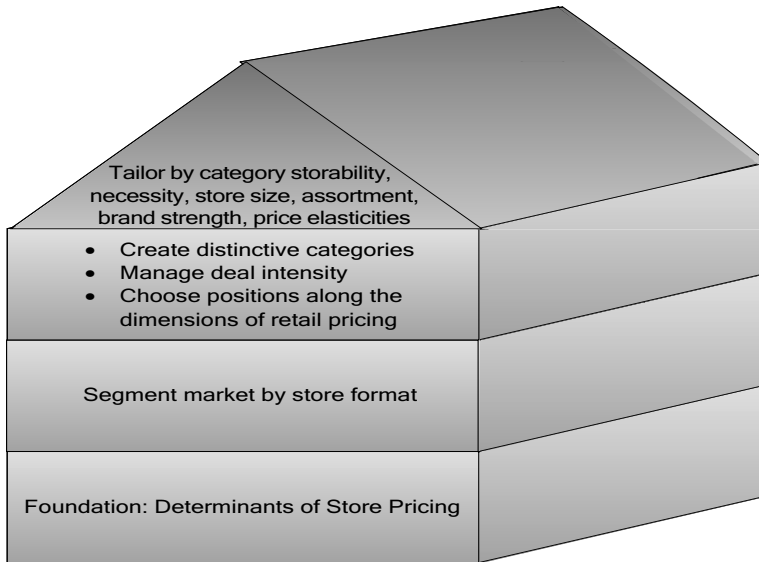 Tailor by category storability,
necessity, store size, assortment,
brand strength, price elasticities
• Create distinctive categories
• Manage deal intensity
• Choose positions along the
dimensions of retail pricing
Segment market by store format
Foundation: Determinants of Store Pricing